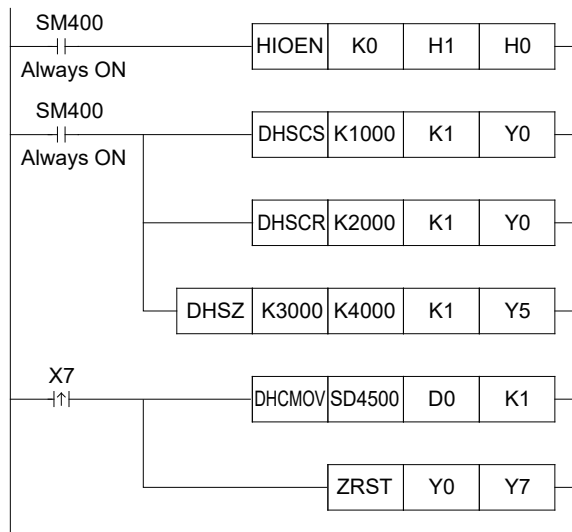 SM400
HIOEN K0 H1 H0
Always ON
SM400
DHSCS K1000 K1 Y0
Always ON
DHSCR K2000 K1 Y0
DHSZ K3000 K4000 K1 Y5
X7
DHCMOV SD4500 D0 K1
ZRST Y0 Y7